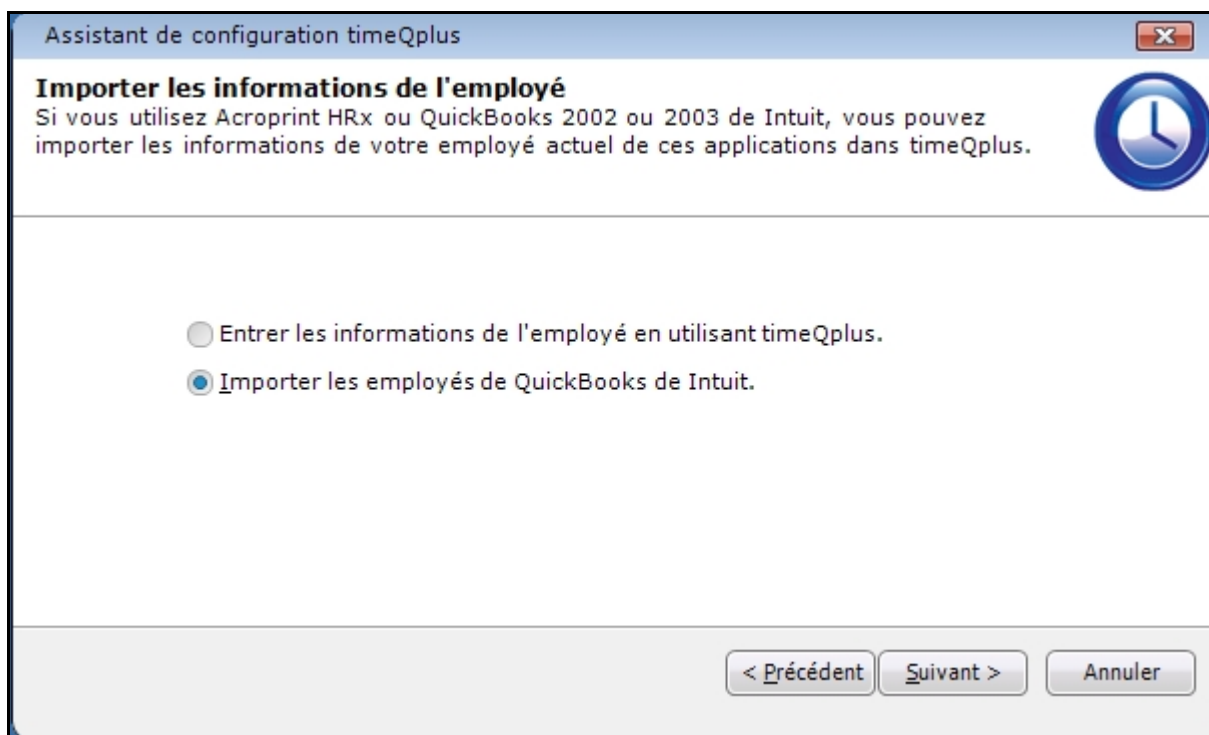 Assistant de configuration timeQplus
Importer les informations de l'employé
Si vous utilisez Acroprint HRx ou QuickBooks 2002 ou 2003 de Intuit, vous pouvez
importer les informations de votre employé actuel de ces applications dans timeQplus.
Entrer les informations de l'employé en utilisant timeQplus.
Importer les employés de QuickBooks de Intuit.
< Précédent Suivant > Annuler